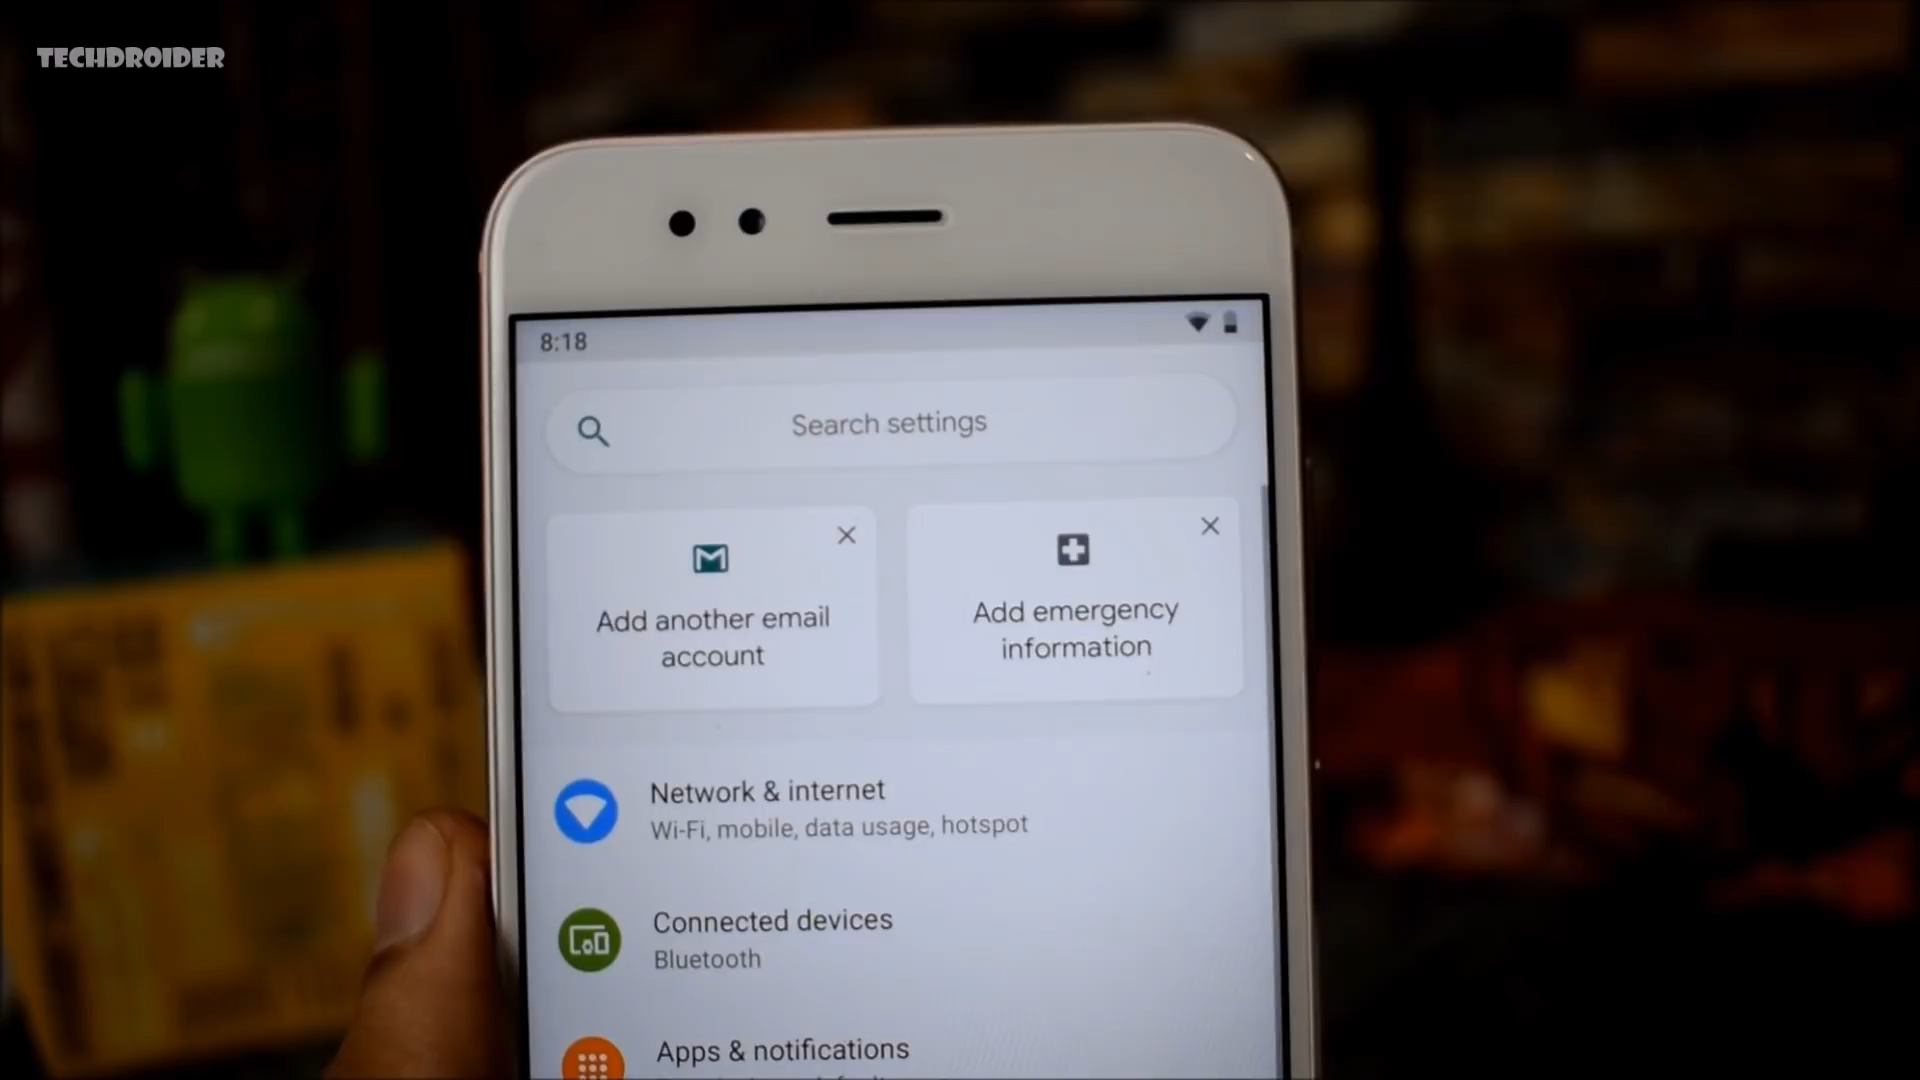 TECHDROIDER
8:18
Search settings
Add another email
account
Add emergency
information
Network & internet
Wi-Fi, mobile, data usage, hotspot
Connected devices
Bluetooth
Apps & notifications